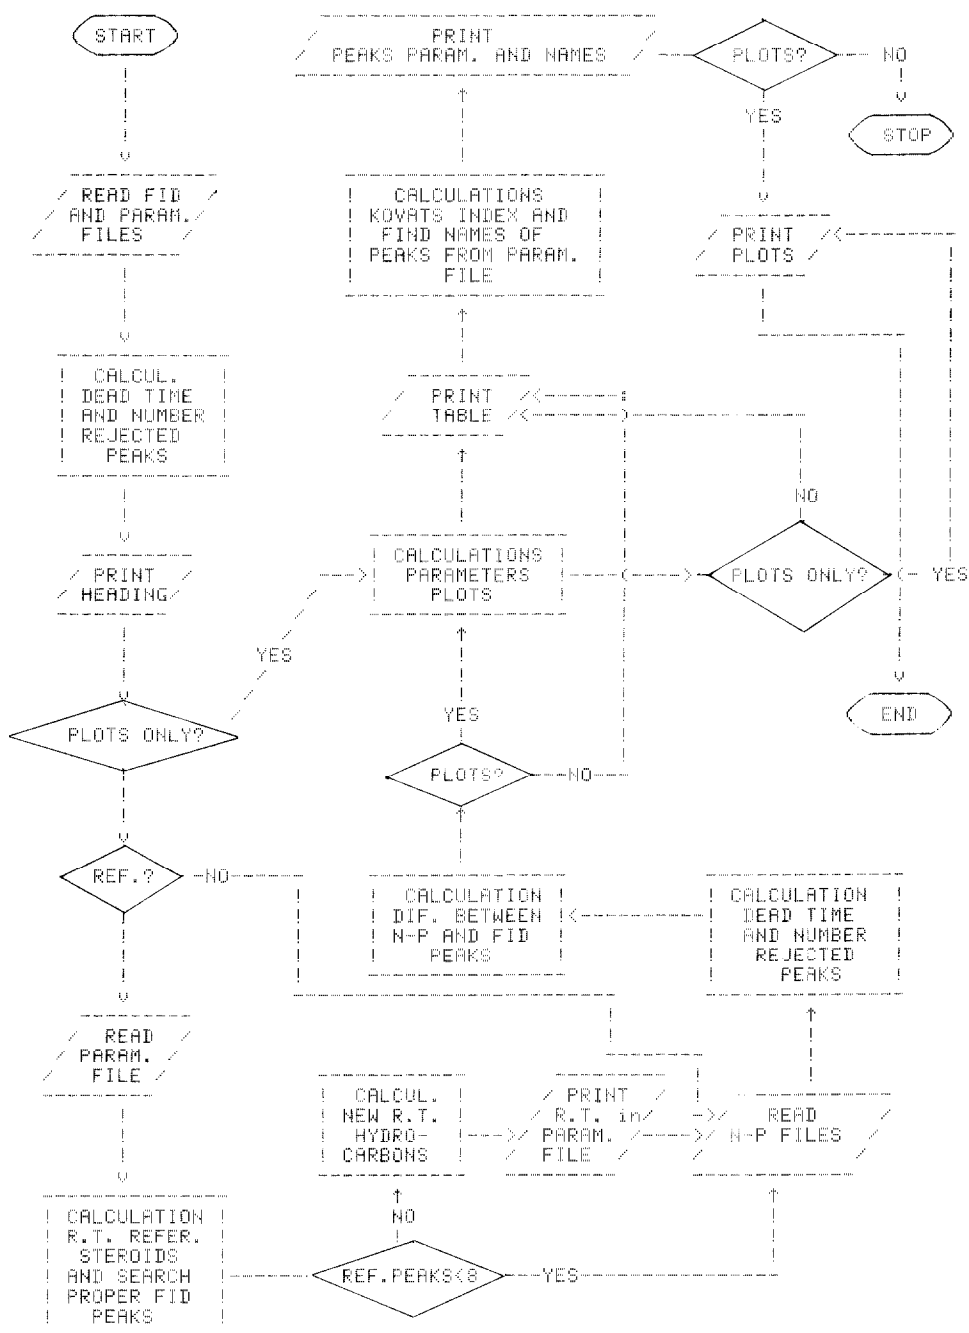 START
PRINT
PEAKS PARAM. AND NAMES
PLOTS?
NO
YES
STOP
READ FID
AND PARAM.
FILES
CALCULATIONS
KOVATS INDEX AND
FIND NAMES OF
PEAKS FROM PARAM.
FILE
PRINT
PLOTS
CALCUL.
DEAD TIME
AND NUMBER
REJECTED
PEAKS
PRINT
TABLE
NO
PRINT
HEADING
CALCULATIONS
PARAMETERS
PLOTS
PLOTS ONLY?
YES
YES
PLOTS ONLY?
YES
END
PLOTS?
NO
REF.?
NO
CALCULATION
DIF. BETWEEN
N-P AND FID
PEAKS
CALCULATION
DEAD TIME
AND NUMBER
REJECTED
PEAKS
READ
PARAM.
FILE
CALCUL.
NEW R.T.
HYDRO-
CARBONS
PRINT
R.T. in
PARAM.
FILE
READ
N-P FILES
CALCULATION
R.T. REFER.
STEROIDS
AND SEARCH
PROPER FID
PEAKS
NO
REF.PEAKS<8
YES